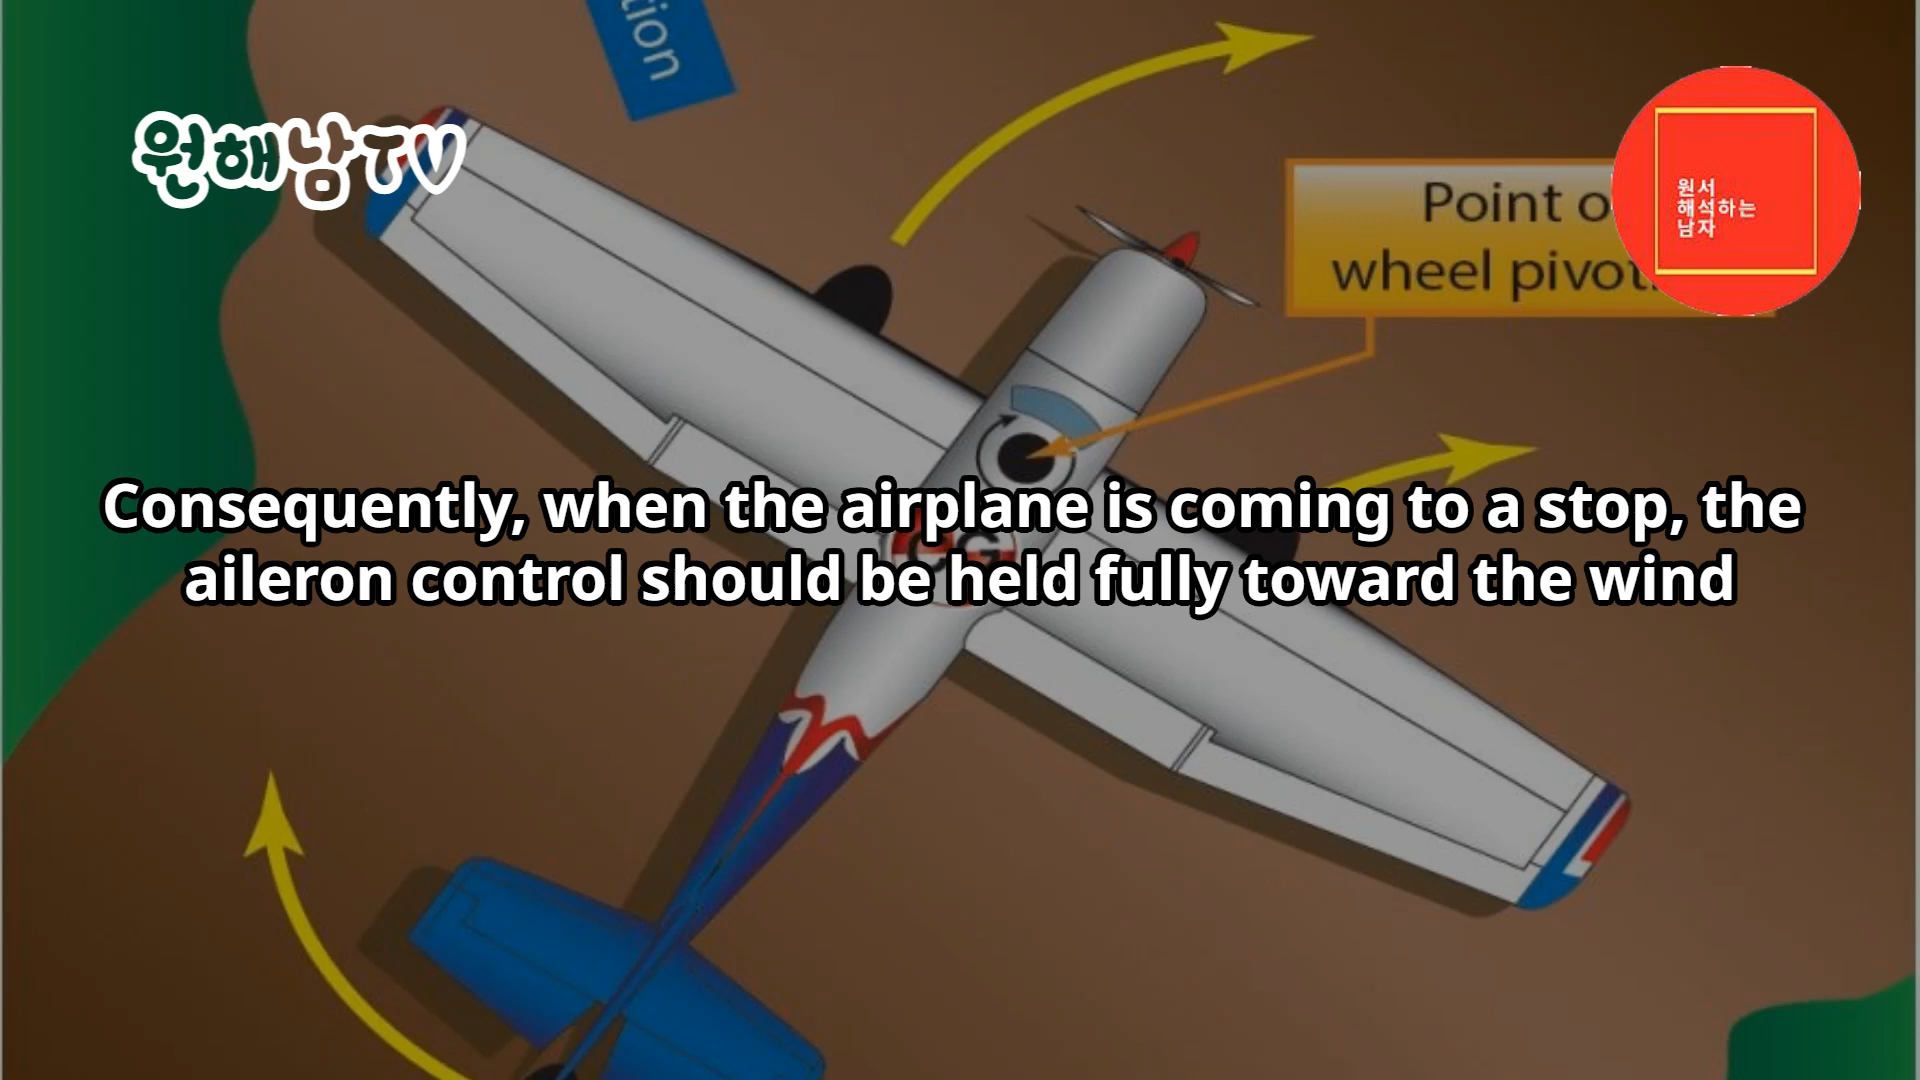 tion
원해남TV
Point o
wheel pivot
원서
해석하는
남자
Consequently, when the airplane is coming to a stop, the
aileron control should be held fully toward the wind